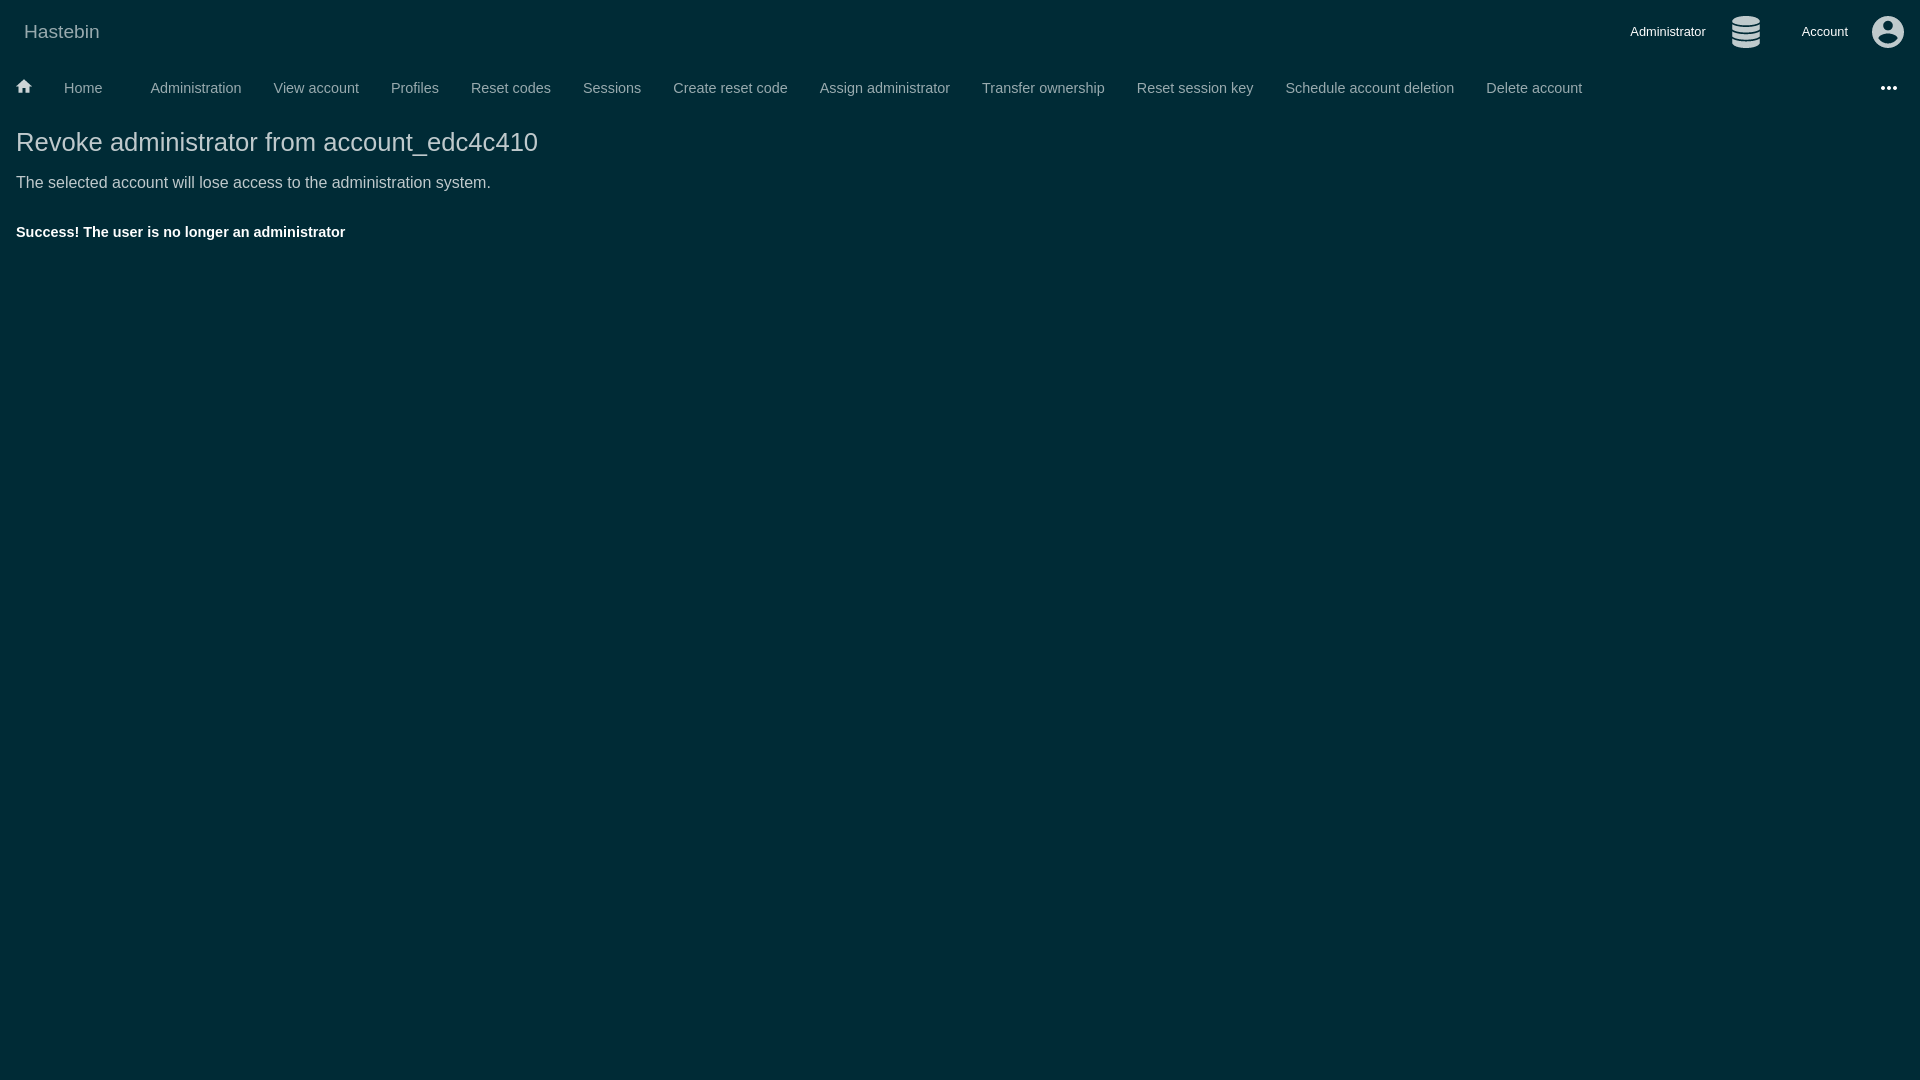 Hastebin
Administrator
Account
Home
Administration
View account
Profiles
Reset codes
Sessions
Create reset code
Assign administrator
Transfer ownership
Reset session key
Schedule account deletion
Delete account
Revoke administrator from account_edc4c410
The selected account will lose access to the administration system.
Success! The user is no longer an administrator